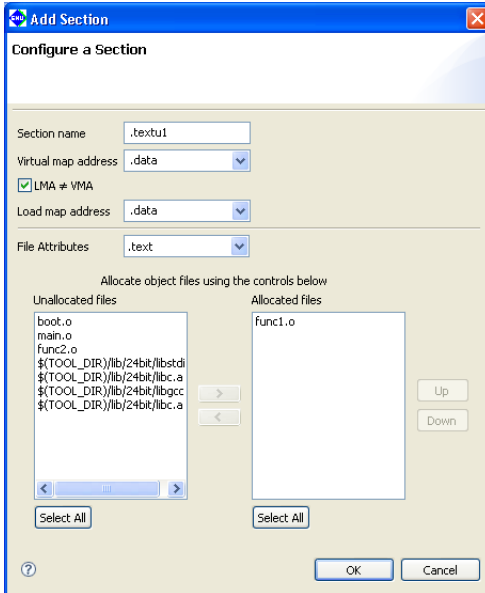 GNU Add Section
Configure a Section
Section name .textu1
Virtual map address .data
LMA ≠ VMA
Load map address .data
File Attributes .text
Allocate object files using the controls below
Unallocated files Allocated files
boot.o func1.o
main.o
func2.o
$(TOOL_DIR)/lib/24bit/libstdi
$(TOOL_DIR)/lib/24bit/libc.a
$(TOOL_DIR)/lib/24bit/libgcc
$(TOOL_DIR)/lib/24bit/libc.a
> Up
< Down
Select All Select All
? OK Cancel